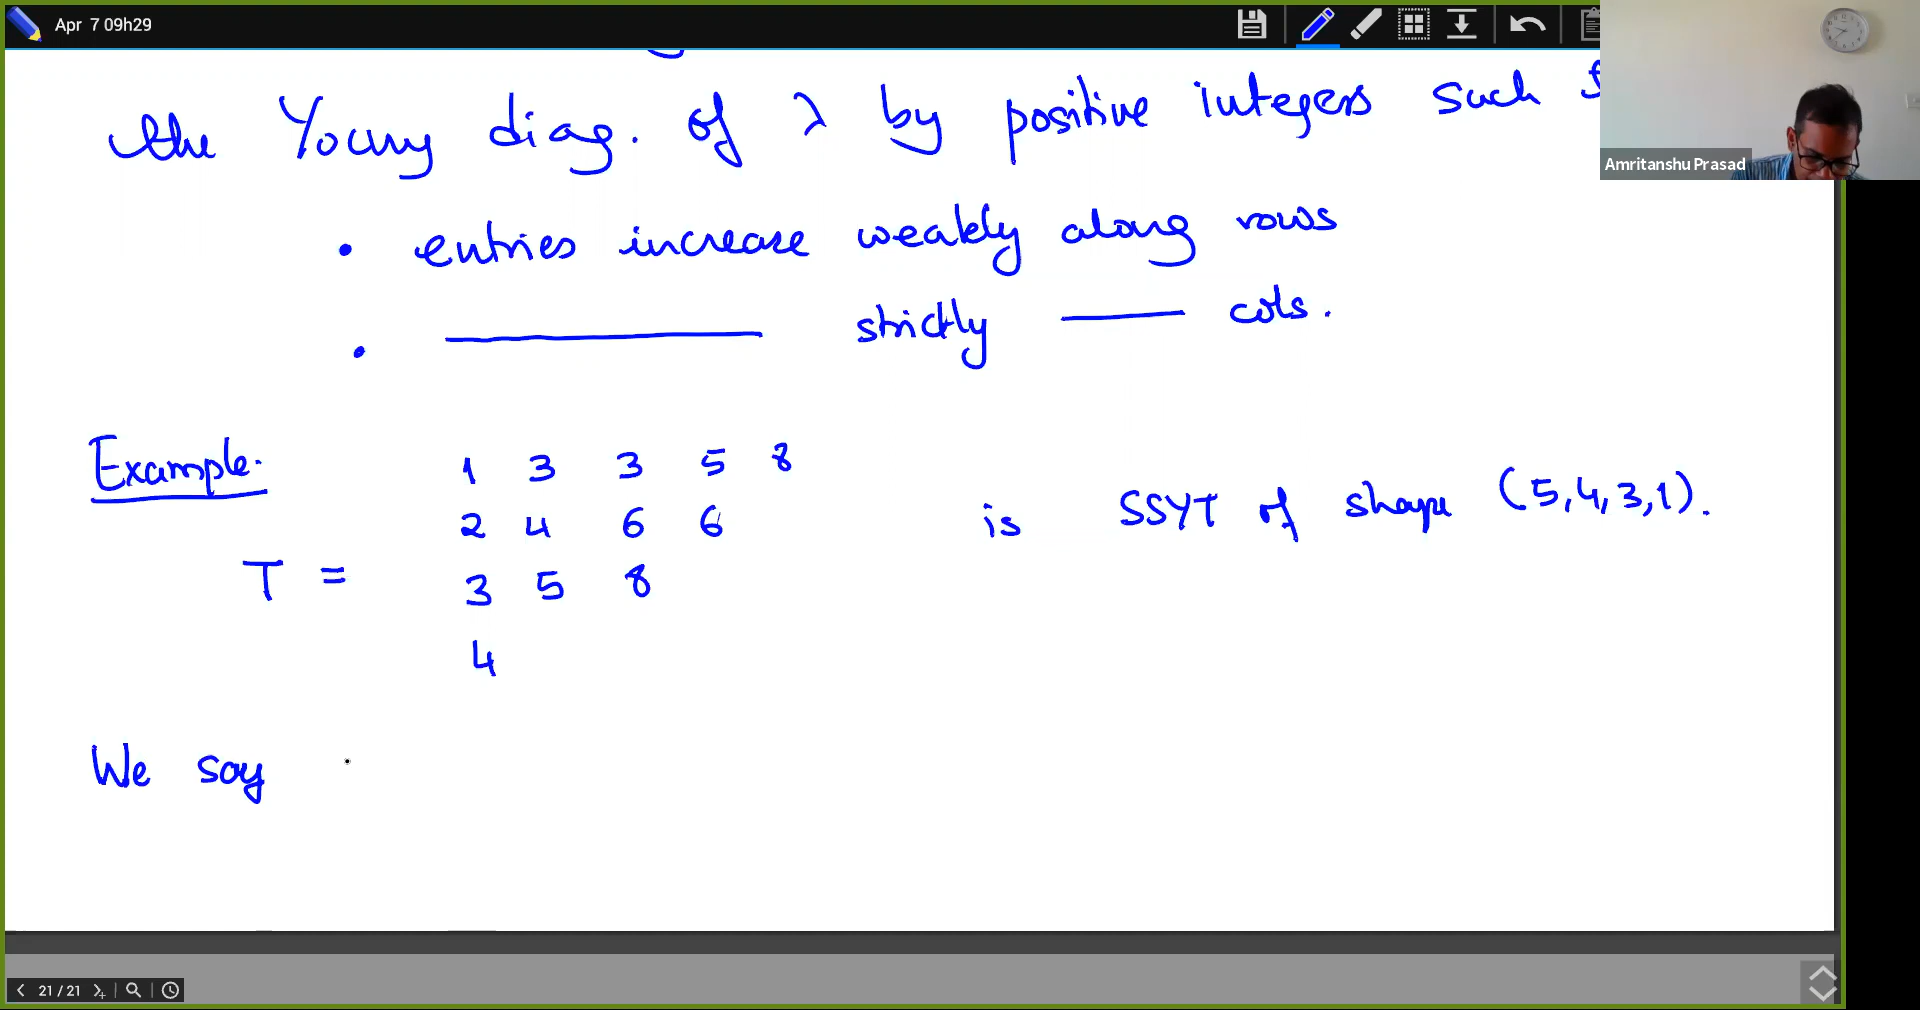 Apr 7 09h29
the Young diag. of λ by positive integers such
Amritanshu Prasad
• entries increase weakly along rows
• ——— strictly —— cols.
Example.
1 3 3 5 8
2 4 6 6
is SSYT of shape (5,4,3,1).
T =
3 5 8
4
We say
21 / 21